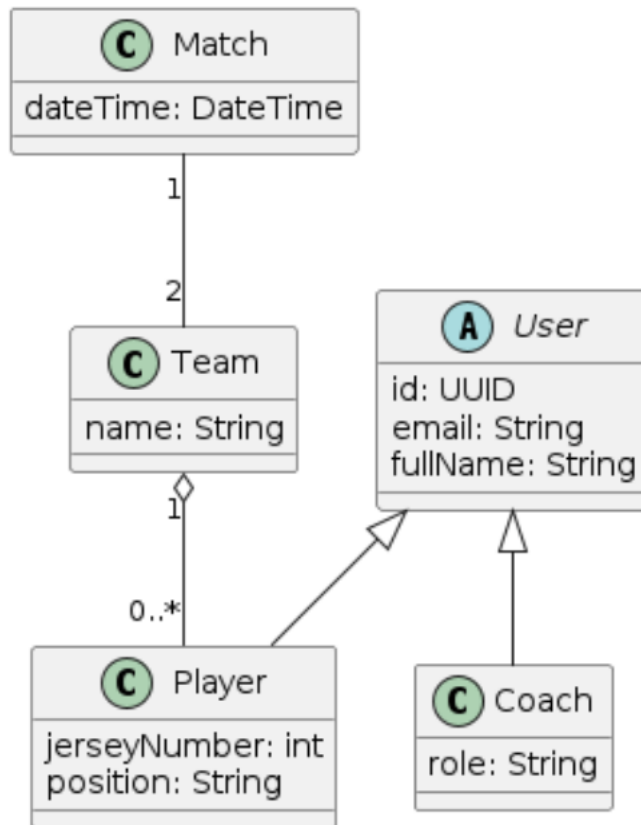 C Match
dateTime: DateTime
1
2
C Team
name: String
A User
id: UUID
email: String
fullName: String
1
0..*
C Player
jerseyNumber: int
position: String
C Coach
role: String